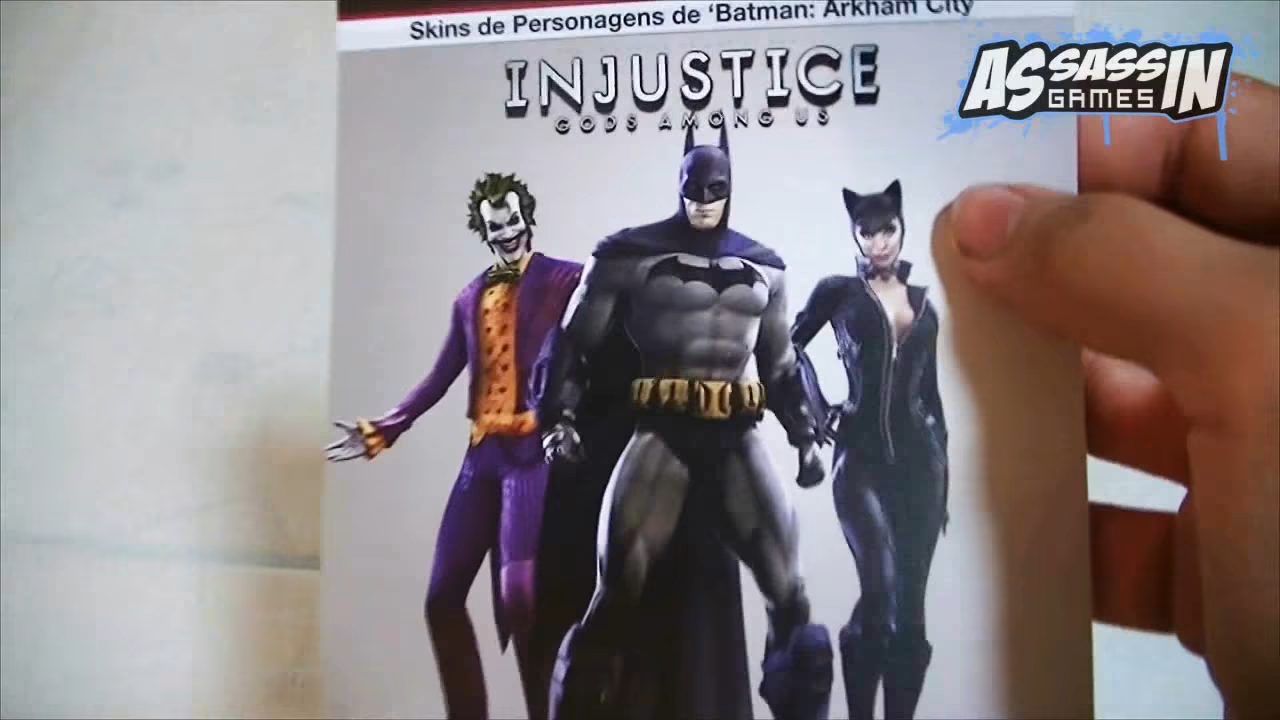 Skins de Personagens de ‘Batman: Arkham City
INJUSTICE
GODS AMONG US
ASSASSIN
GAMES